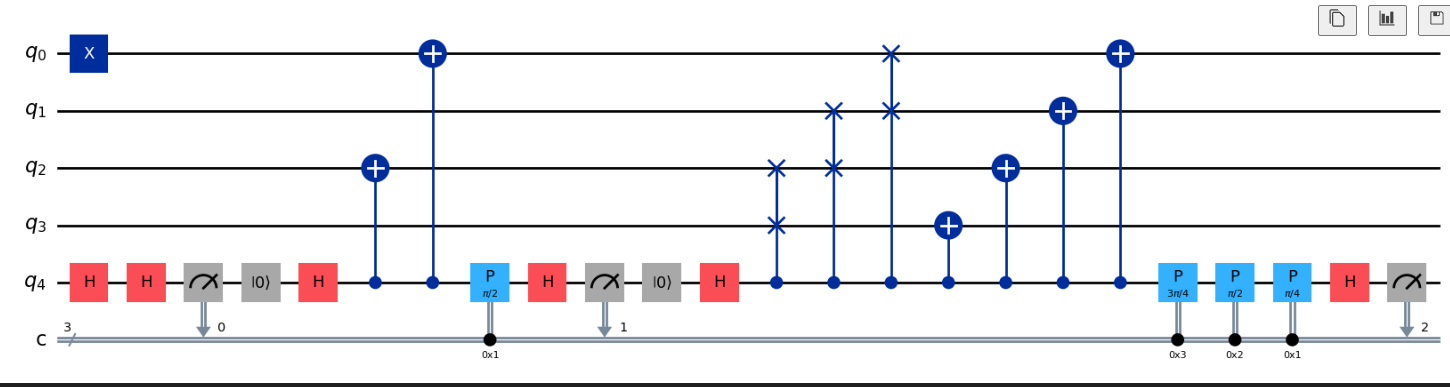 q0 X
q1
q2
q3
q4 H H |0⟩ H P π/2 H |0⟩ H P 3π/4 P π/2 P π/4 H
3 0 1 2
c
0x1 0x3 0x2 0x1